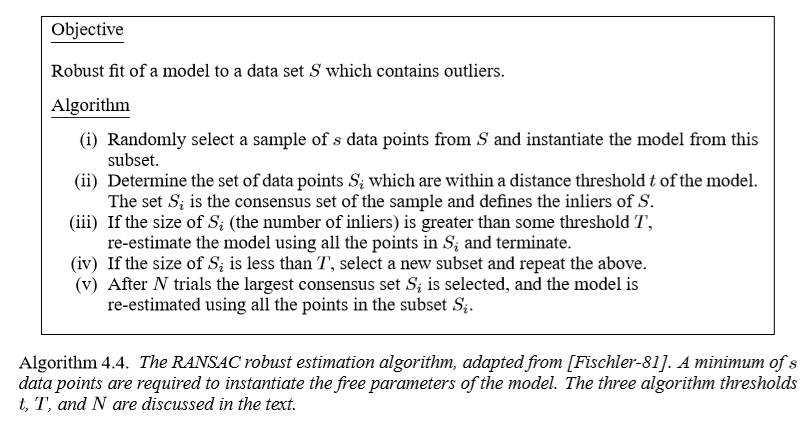 Objective
Robust fit of a model to a data set S which contains outliers.
Algorithm
(i) Randomly select a sample of s data points from S and instantiate the model from this
subset.
(ii) Determine the set of data points Sᵢ which are within a distance threshold t of the model.
The set Sᵢ is the consensus set of the sample and defines the inliers of S.
(iii) If the size of Sᵢ (the number of inliers) is greater than some threshold T,
re-estimate the model using all the points in Sᵢ and terminate.
(iv) If the size of Sᵢ is less than T, select a new subset and repeat the above.
(v) After N trials the largest consensus set Sᵢ is selected, and the model is
re-estimated using all the points in the subset Sᵢ.
Algorithm 4.4. The RANSAC robust estimation algorithm, adapted from [Fischler-81]. A minimum of s
data points are required to instantiate the free parameters of the model. The three algorithm thresholds
t, T, and N are discussed in the text.